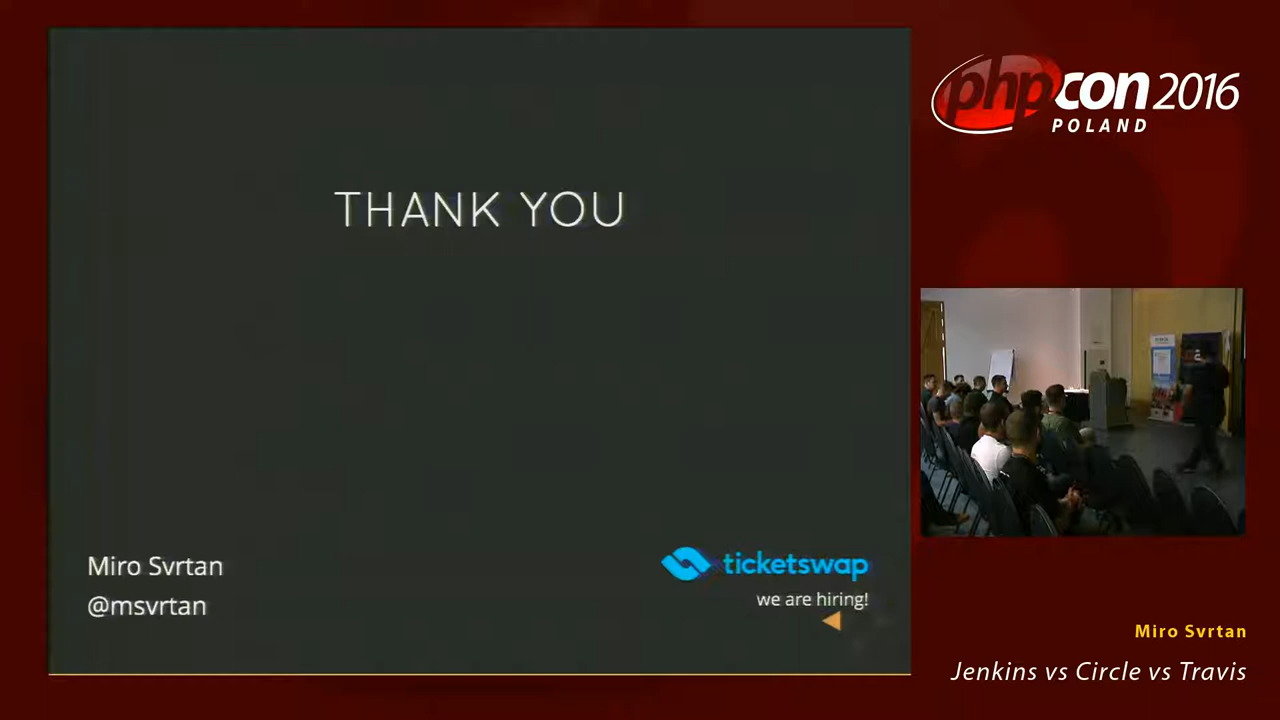 THANK YOU
Miro Svrtan
@msvrtan
ticketswap
we are hiring!
phpcon 2016
POLAND
Miro Svrtan
Jenkins vs Circle vs Travis